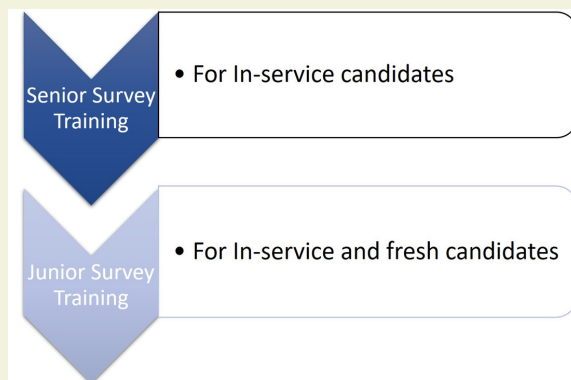 Senior Survey
Training
• For In-service candidates
Junior Survey
Training
• For In-service and fresh candidates